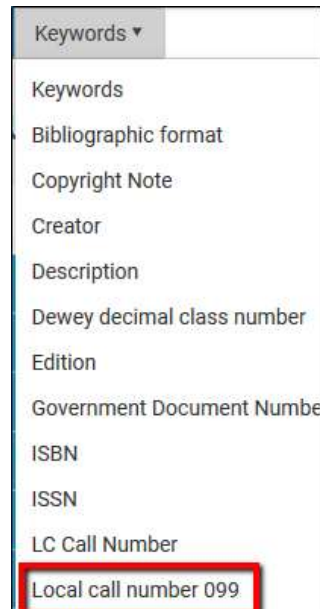 Keywords ▾
Keywords
Bibliographic format
Copyright Note
Creator
Description
Dewey decimal class number
Edition
Government Document Numbe
ISBN
ISSN
LC Call Number
Local call number 099